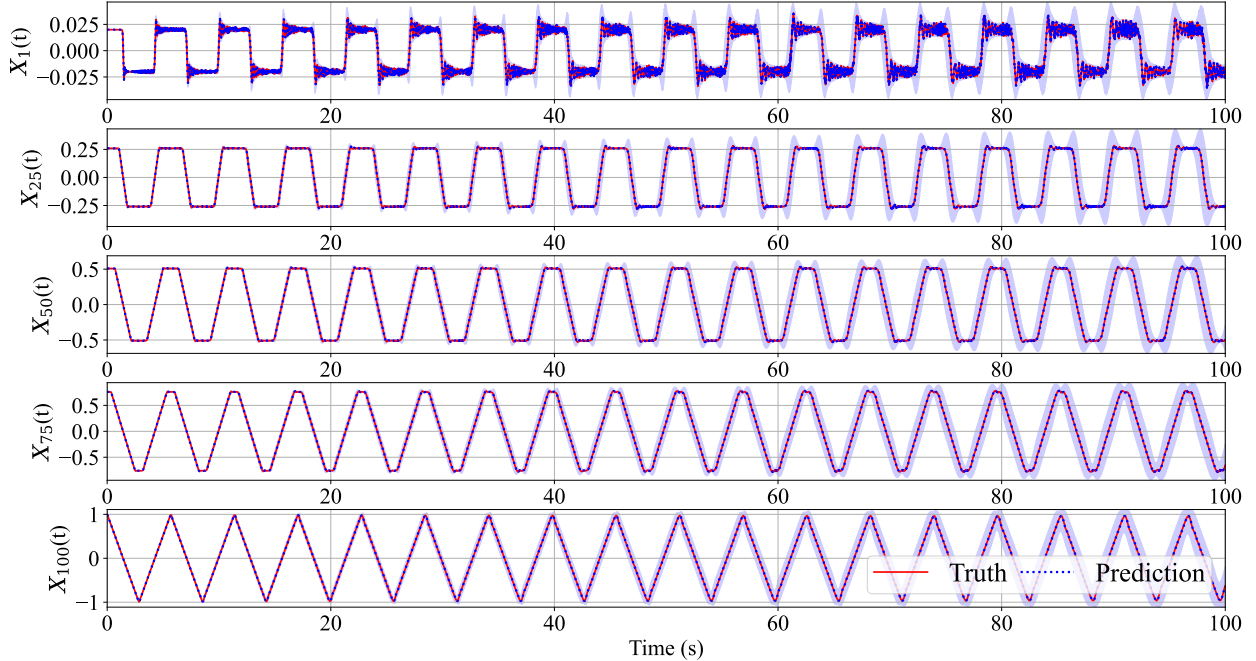 X₁(t)
0.025
0.000
−0.025
0 20 40 60 80 100
X₂₅(t)
0.25
0.00
−0.25
0 20 40 60 80 100
X₅₀(t)
0.5
0.0
−0.5
0 20 40 60 80 100
X₇₅(t)
0.5
0.0
−0.5
0 20 40 60 80 100
X₁₀₀(t)
1
0
−1
Truth Prediction
0 20 40 60 80 100
Time (s)